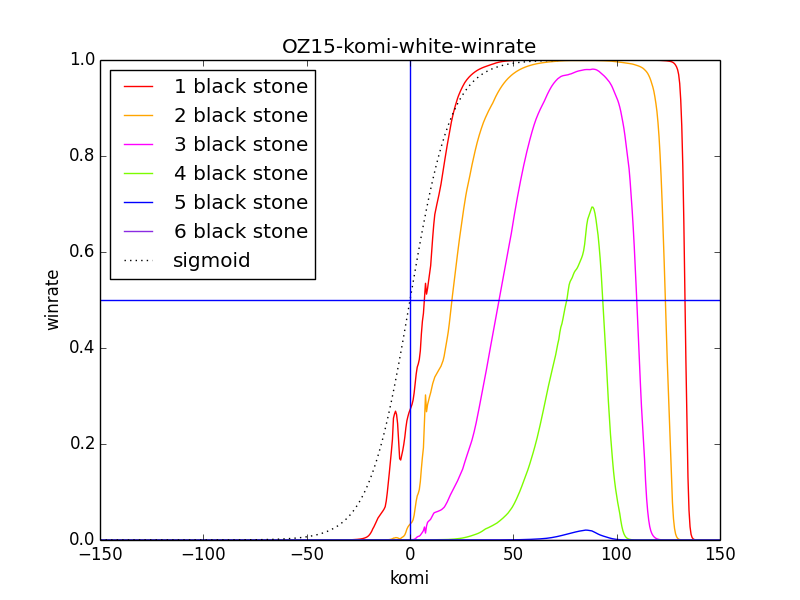 OZ15-komi-white-winrate
1 black stone
2 black stone
3 black stone
4 black stone
5 black stone
6 black stone
sigmoid
winrate
1.0
0.8
0.6
0.4
0.2
0.0
−150
−100
−50
0
50
100
150
komi